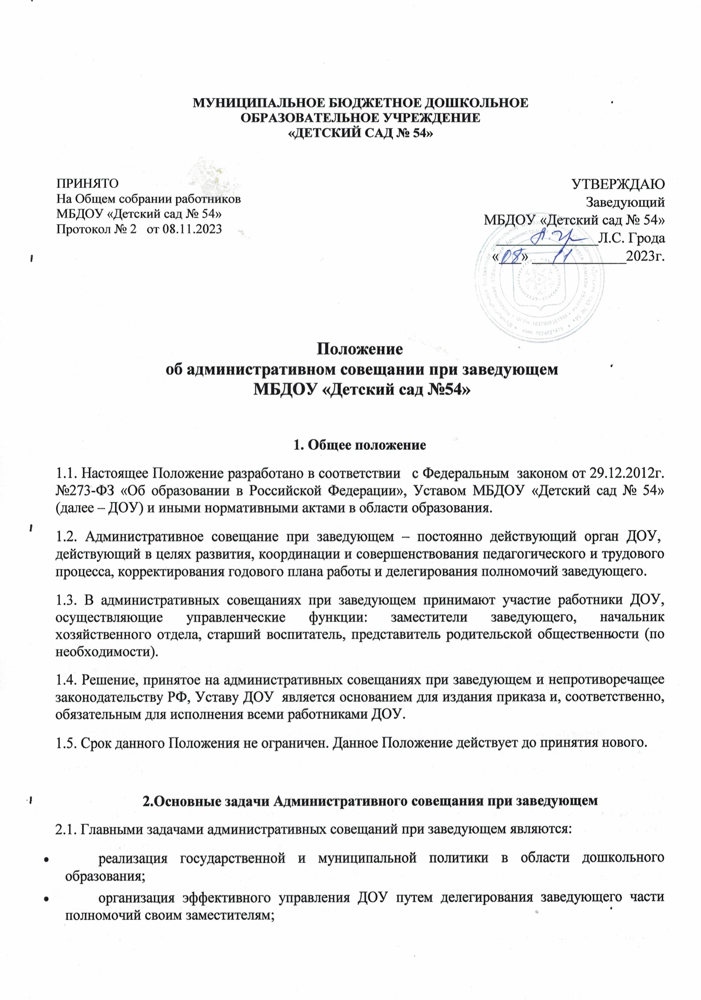 МУНИЦИПАЛЬНОЕ БЮДЖЕТНОЕ ДОШКОЛЬНОЕ
ОБРАЗОВАТЕЛЬНОЕ УЧРЕЖДЕНИЕ
«ДЕТСКИЙ САД № 54»
ПРИНЯТО
На Общем собрании работников
МБДОУ «Детский сад № 54»
Протокол № 2 от 08.11.2023
УТВЕРЖДАЮ
Заведующий
МБДОУ «Детский сад № 54»
Л.С. Грода
«08» 11 2023г.
ИНН 7024021475
Положение
об административном совещании при заведующем
МБДОУ «Детский сад №54»
1. Общее положение
1.1. Настоящее Положение разработано в соответствии с Федеральным законом от 29.12.2012г.
№273-ФЗ «Об образовании в Российской Федерации», Уставом МБДОУ «Детский сад № 54»
(далее – ДОУ) и иными нормативными актами в области образования.
1.2. Административное совещание при заведующем – постоянно действующий орган ДОУ,
действующий в целях развития, координации и совершенствования педагогического и трудового
процесса, корректирования годового плана работы и делегирования полномочий заведующего.
1.3. В административных совещаниях при заведующем принимают участие работники ДОУ,
осуществляющие управленческие функции: заместители заведующего, начальник
хозяйственного отдела, старший воспитатель, представитель родительской общественности (по
необходимости).
1.4. Решение, принятое на административных совещаниях при заведующем и непротиворечащее
законодательству РФ, Уставу ДОУ является основанием для издания приказа и, соответственно,
обязательным для исполнения всеми работниками ДОУ.
1.5. Срок данного Положения не ограничен. Данное Положение действует до принятия нового.
2.Основные задачи Административного совещания при заведующем
2.1. Главными задачами административных совещаний при заведующем являются:
• реализация государственной и муниципальной политики в области дошкольного
образования;
• организация эффективного управления ДОУ путем делегирования заведующего части
полномочий своим заместителям;